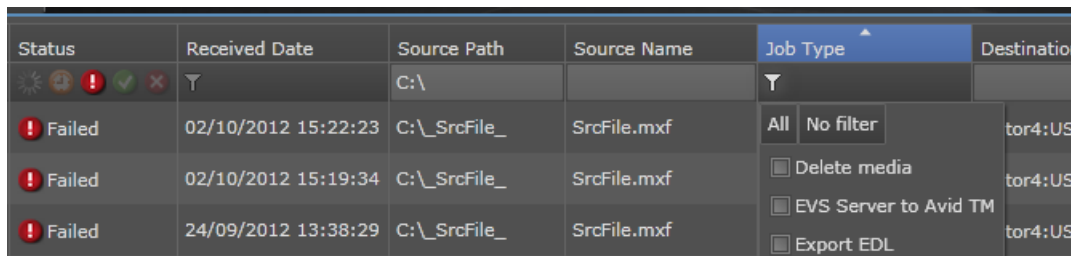 Status Received Date Source Path Source Name Job Type Destinatio
C:\
Failed 02/10/2012 15:22:23 C:\_SrcFile_ SrcFile.mxf All No filter tor4:US
Delete media
Failed 02/10/2012 15:19:34 C:\_SrcFile_ SrcFile.mxf tor4:US
EVS Server to Avid TM
Failed 24/09/2012 13:38:29 C:\_SrcFile_ SrcFile.mxf tor4:US
Export EDL